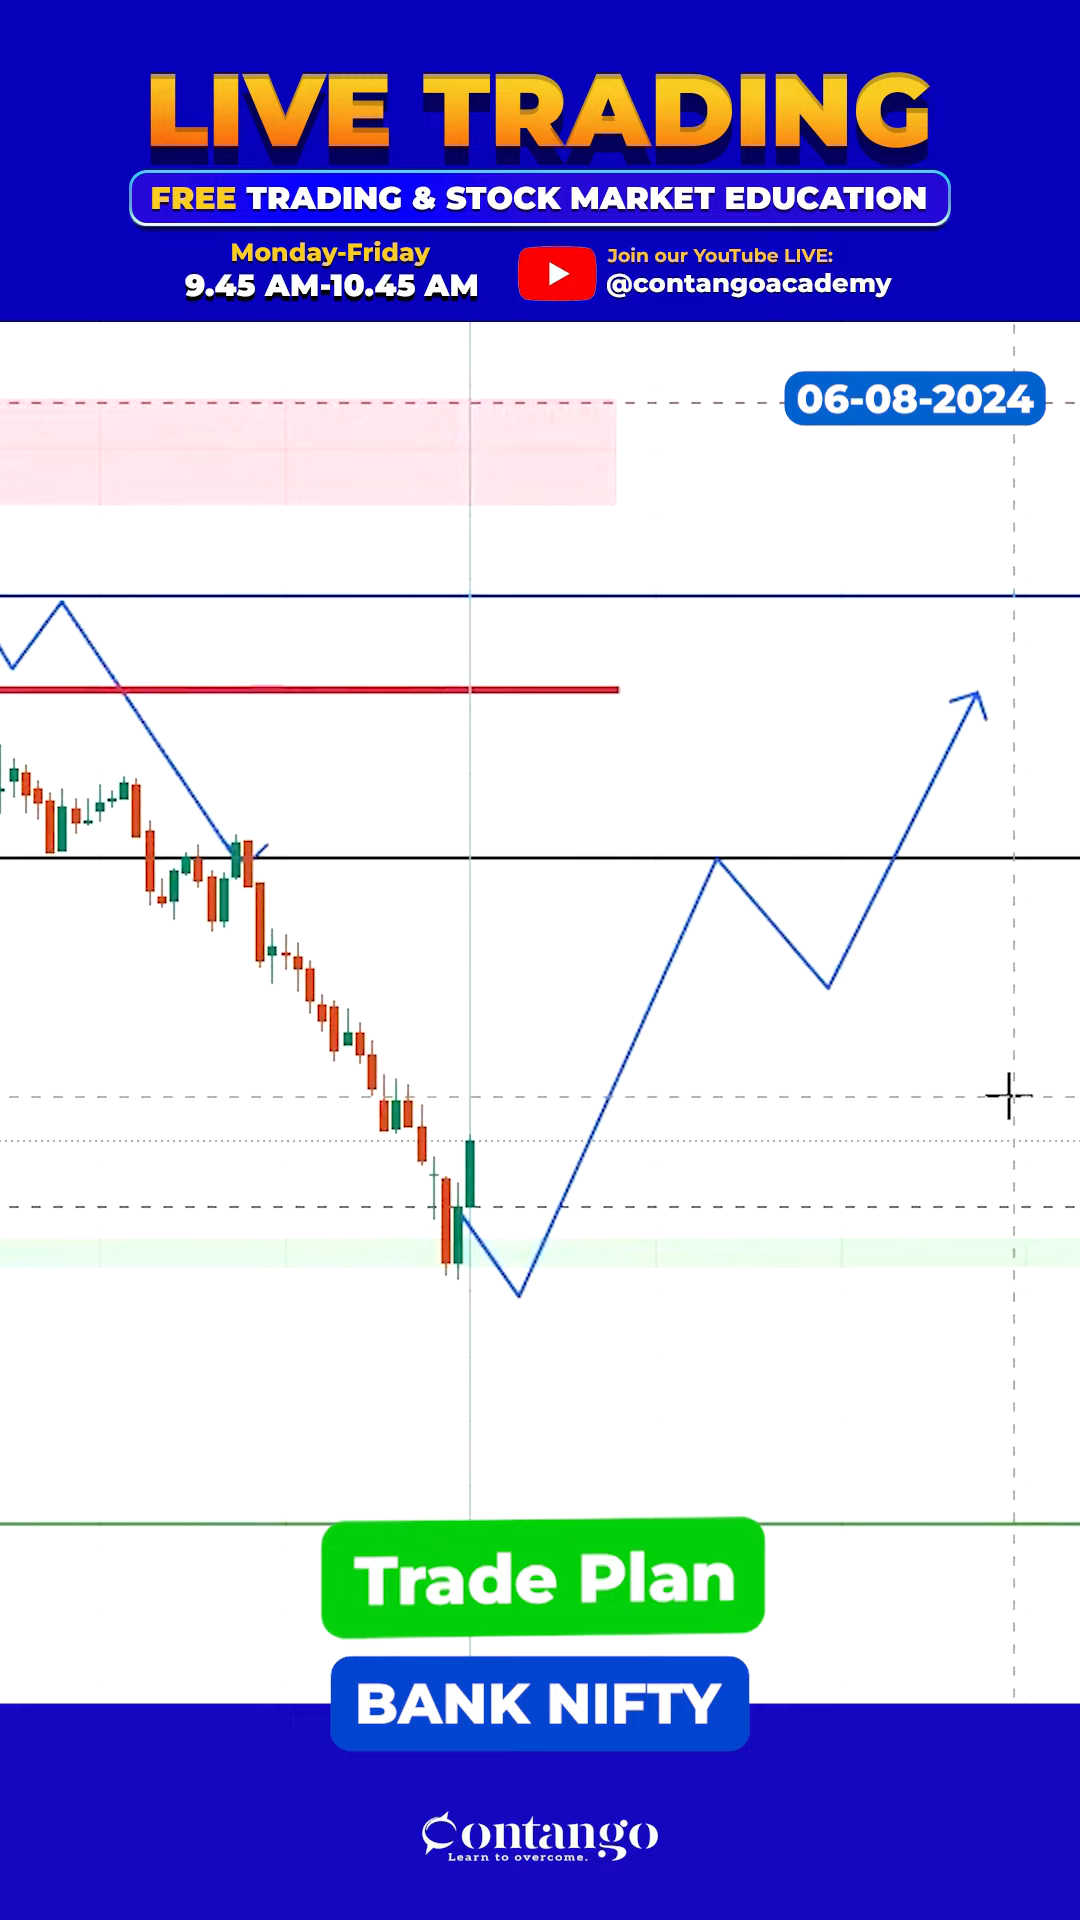 LIVE TRADING
FREE TRADING & STOCK MARKET EDUCATION
Monday-Friday
9.45 AM-10.45 AM
Join our YouTube LIVE:
@contangoacademy
06-08-2024
Trade Plan
BANK NIFTY
Contango
Learn to overcome.